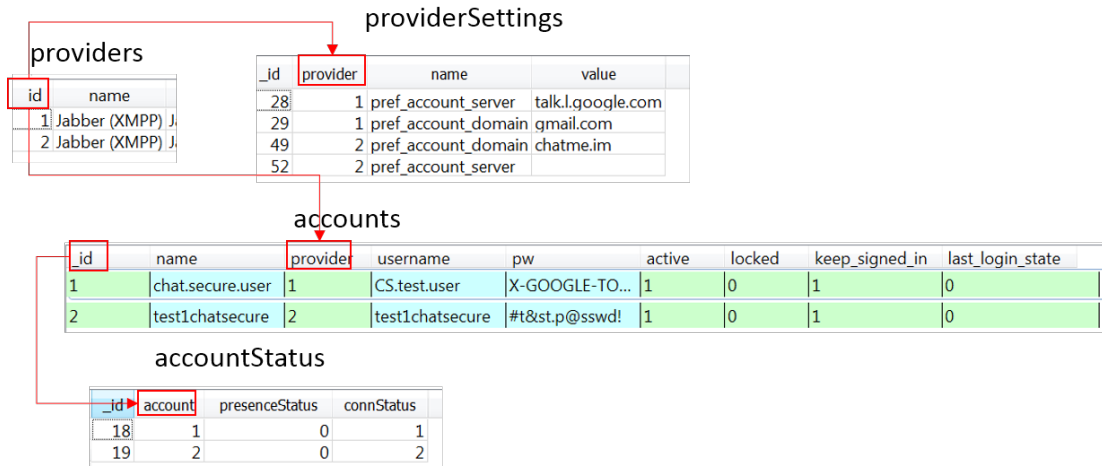 providerSettings
providers
_id provider name value
28 1 pref_account_server talk.l.google.com
29 1 pref_account_domain gmail.com
49 2 pref_account_domain chatme.im
52 2 pref_account_server
id name
1 Jabber (XMPP) J
2 Jabber (XMPP) J
accounts
_id name provider username pw active locked keep_signed_in last_login_state
1 chat.secure.user 1 CS.test.user X-GOOGLE-TO... 1 0 1 0
2 test1chatsecure 2 test1chatsecure #t&st.p@sswd! 1 0 1 0
accountStatus
_id account presenceStatus connStatus
18 1 0 1
19 2 0 2